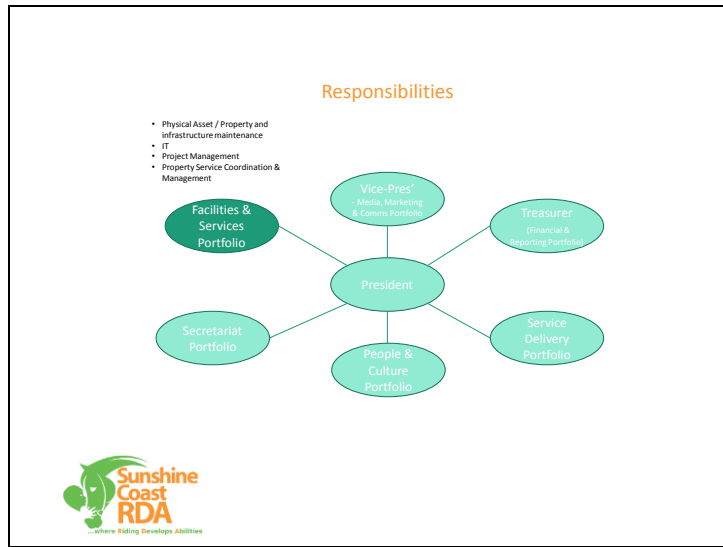 Responsibilities
• Physical Asset / Property and
infrastructure maintenance
• IT
• Project Management
• Property Service Coordination &
Management
Vice-Pres’
- Media, Marketing
& Comms Portfolio
Facilities &
Services
Portfolio
Treasurer
(Financial &
Reporting Portfolio)
President
Secretariat
Portfolio
Service
Delivery
Portfolio
People &
Culture
Portfolio
Sunshine
Coast
RDA
...where Riding Develops Abilities